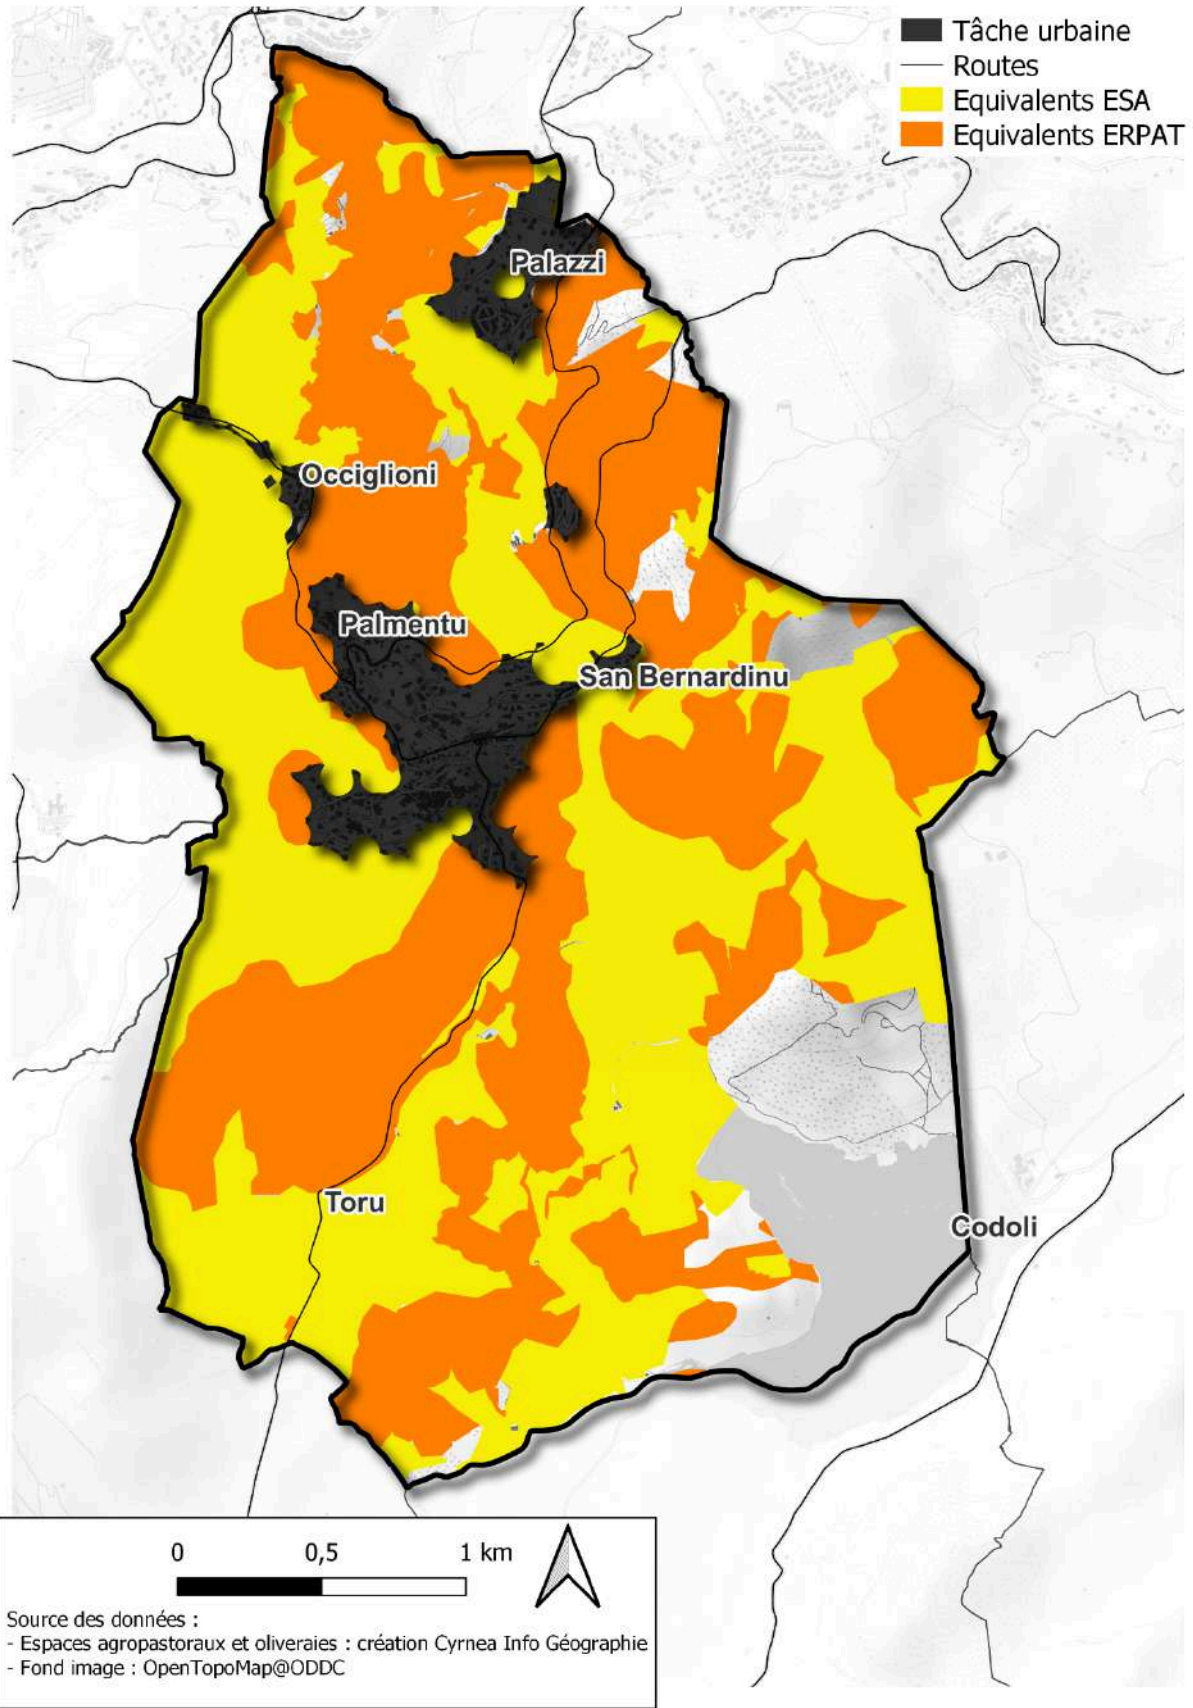 Tâche urbaine
Routes
Equivalents ESA
Equivalents ERPAT
Palazzi
Occiglioni
Palmentu
San Bernardinu
Toru
Codoli
0 0,5 1 km
Source des données :
- Espaces agropastoraux et oliveraies : création Cyrnea Info Géographie
- Fond image : OpenTopoMap@ODDC